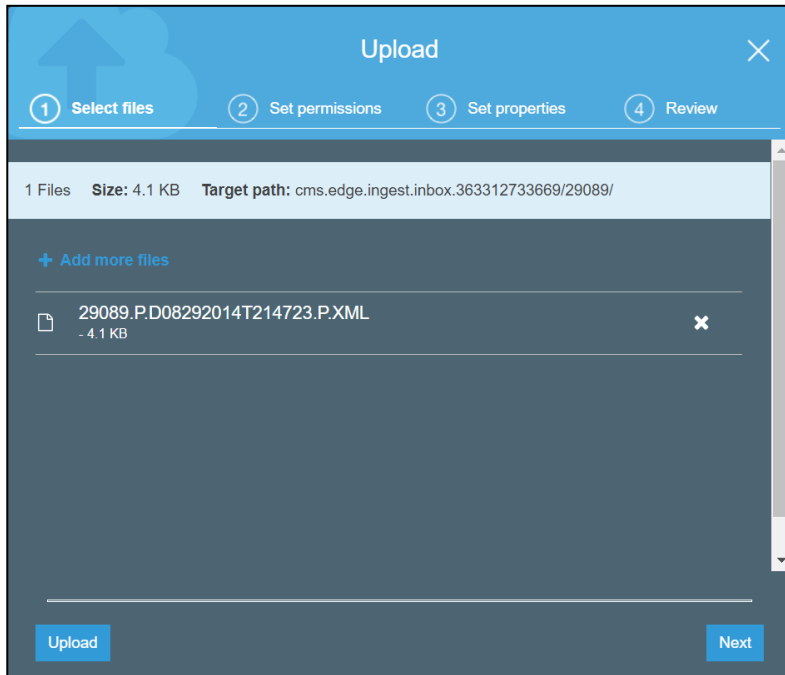 Upload
1 Select files 2 Set permissions 3 Set properties 4 Review
1 Files Size: 4.1 KB Target path: cms.edge.ingest.inbox.363312733669/29089/
+ Add more files
29089.P.D08292014T214723.P.XML
- 4.1 KB
Upload Next